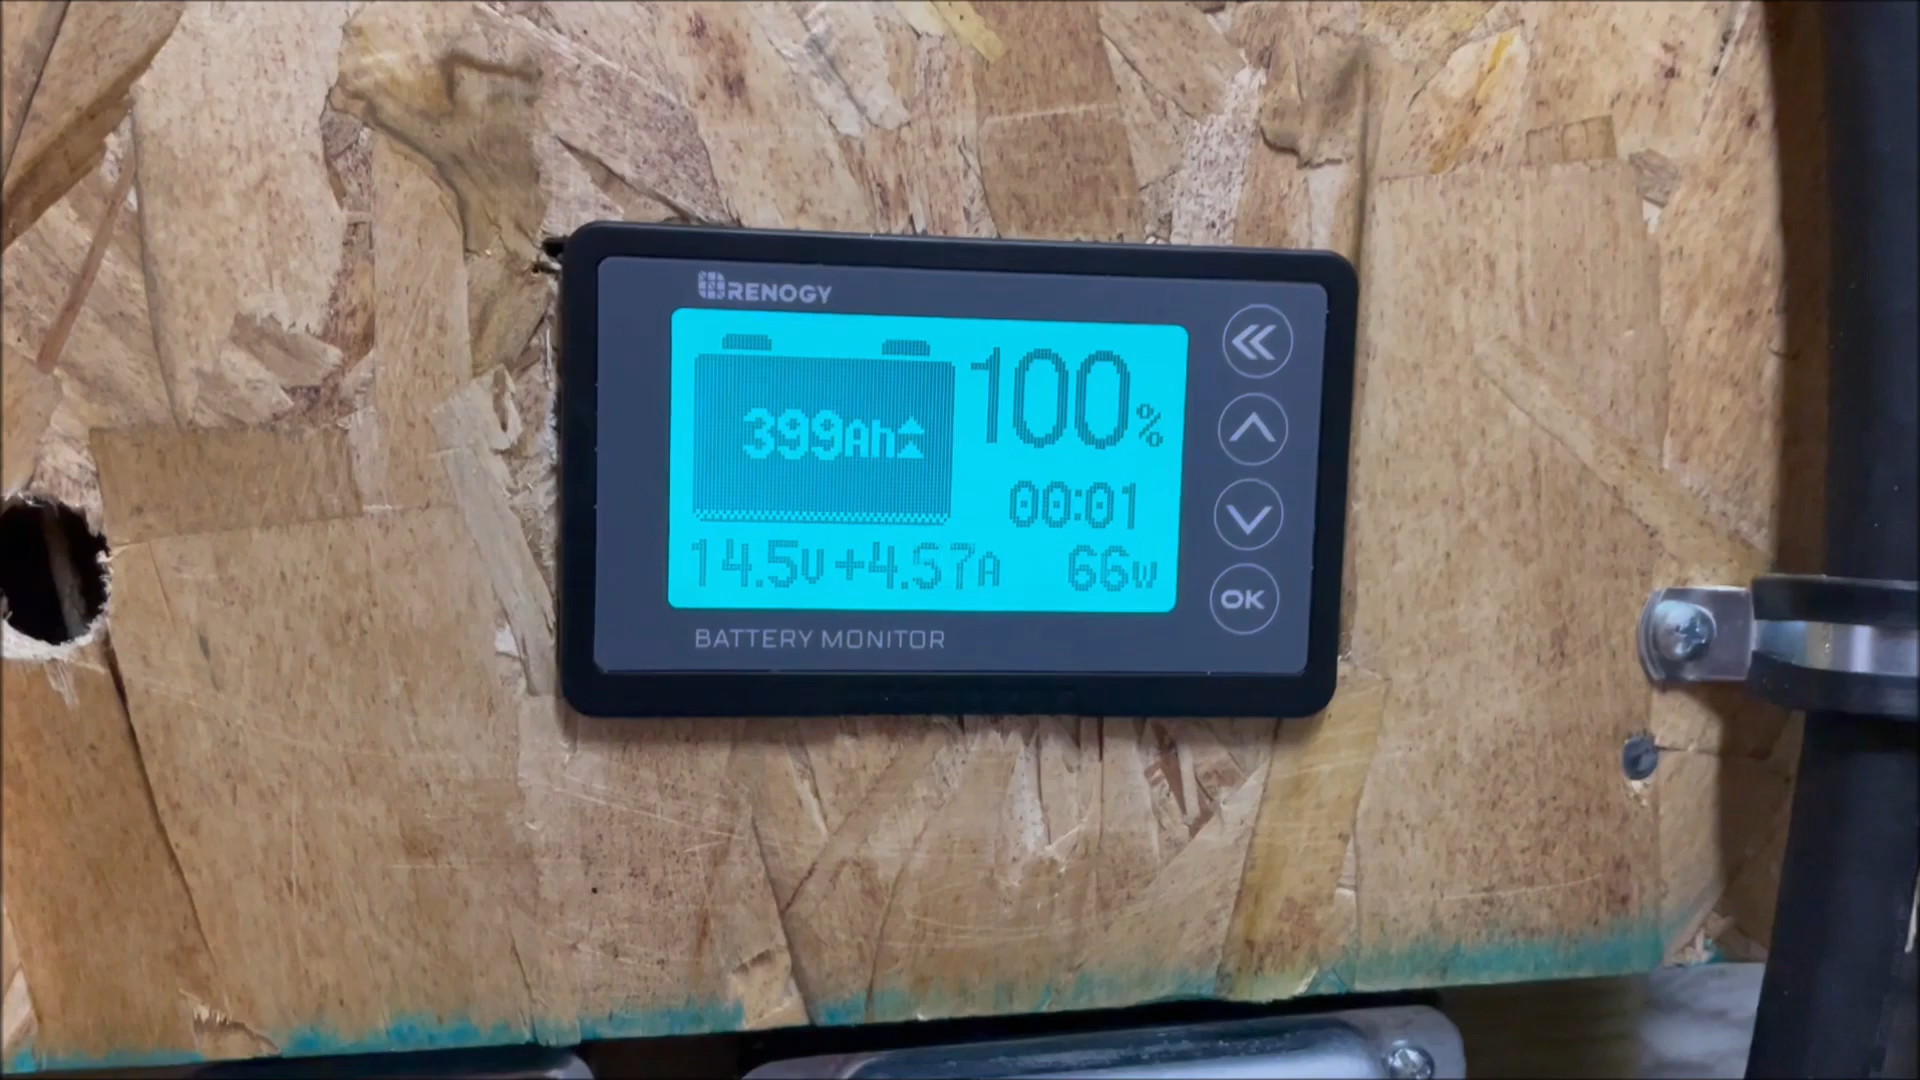 RENOGY
100%
399Ah
00:01
14.5V +4.57A 66W
BATTERY MONITOR
OK